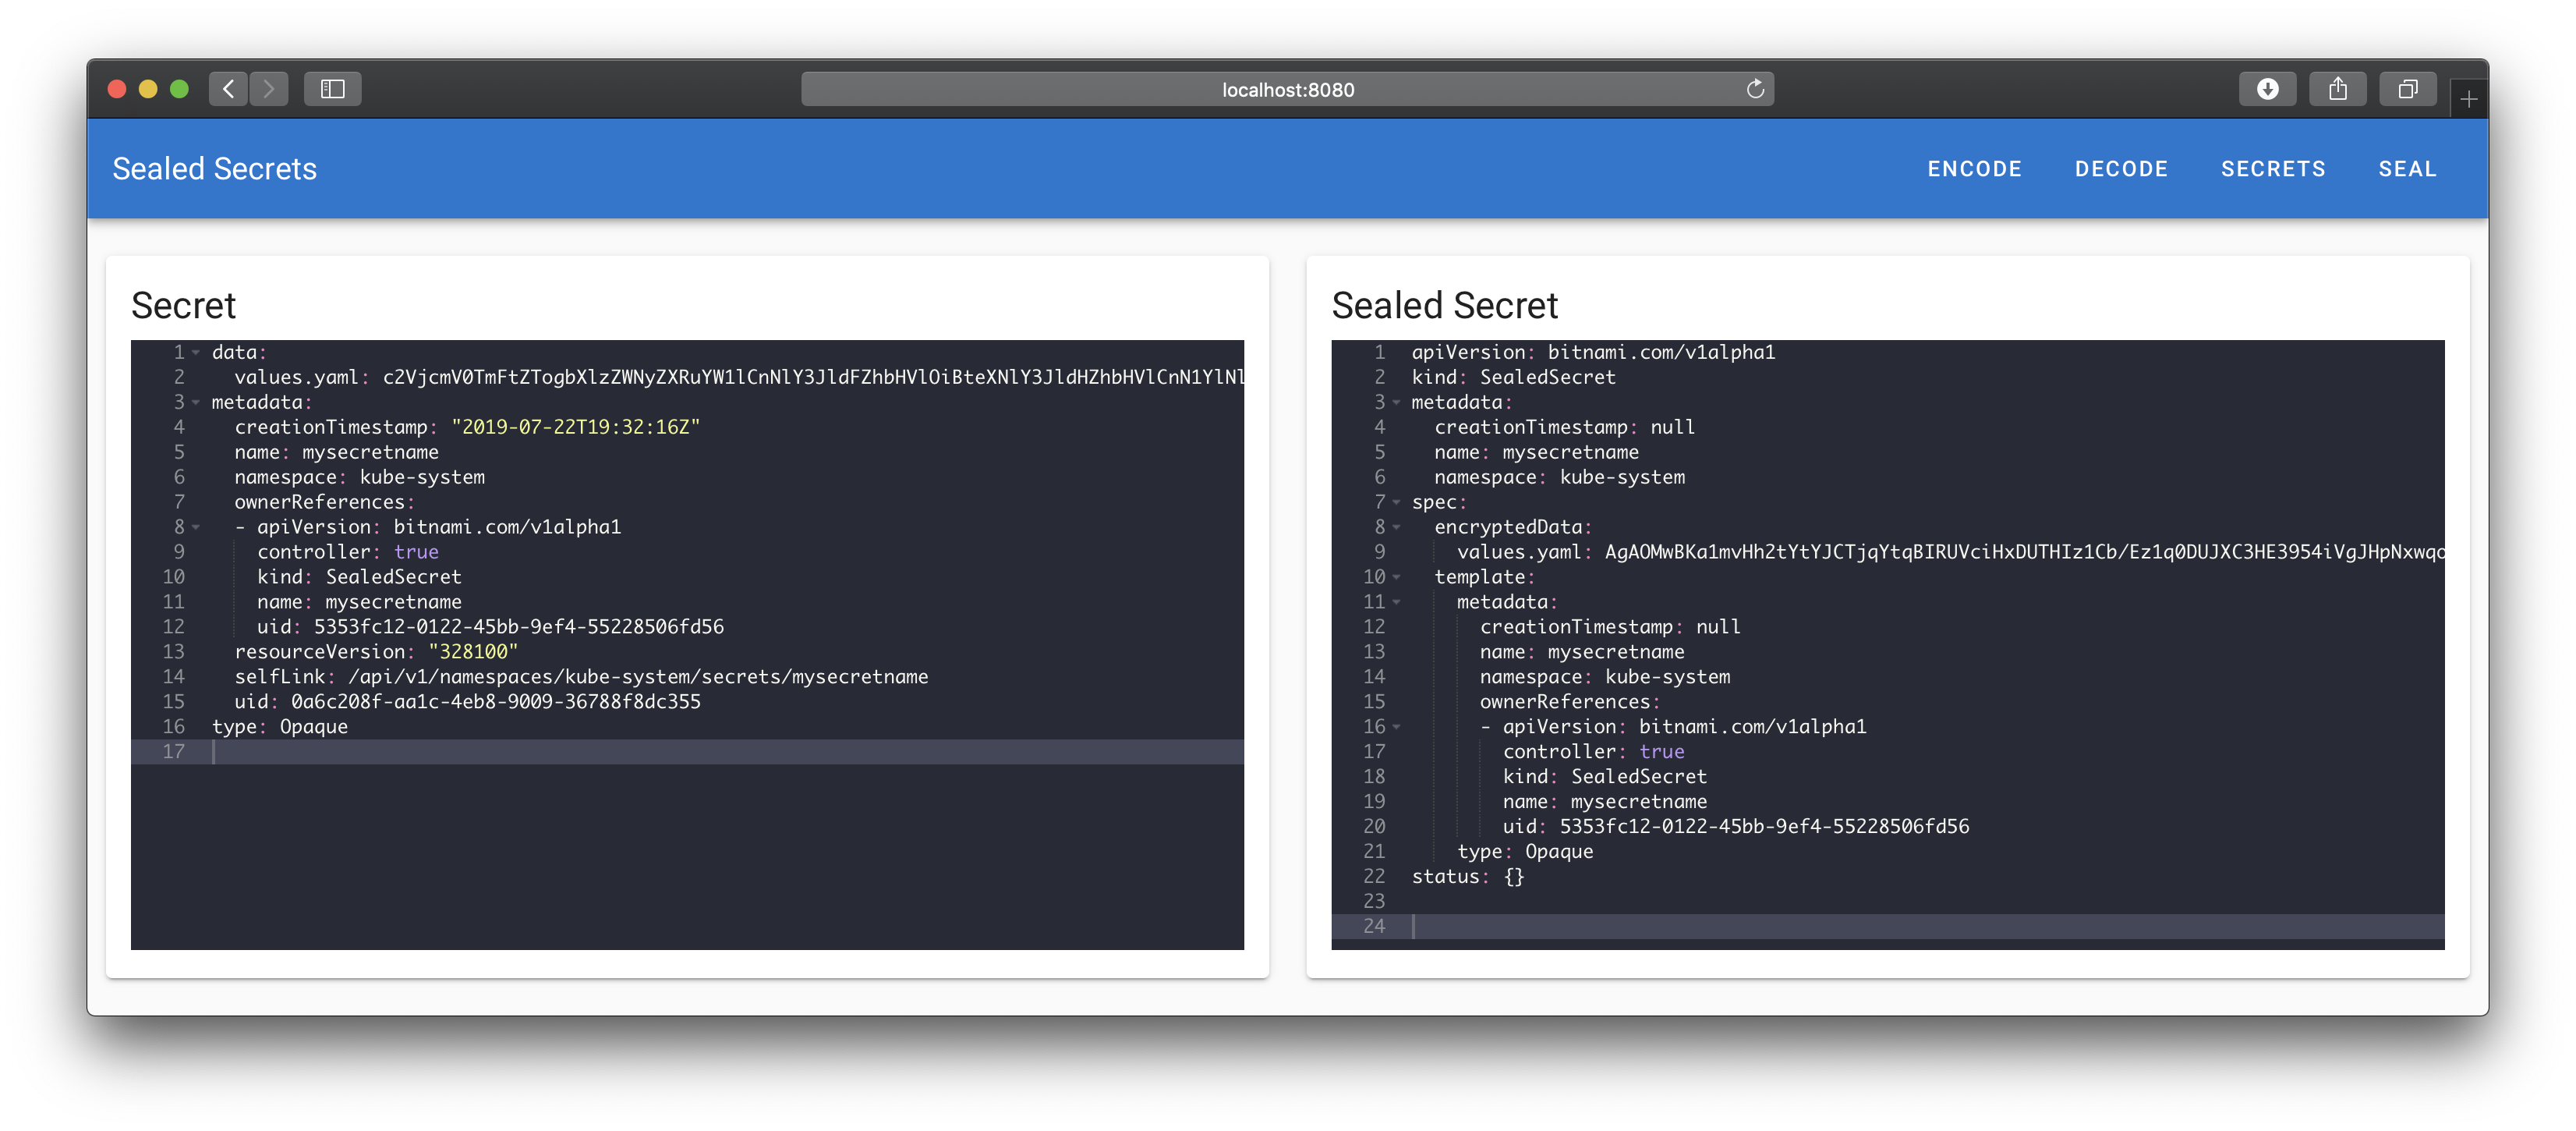 localhost:8080
Sealed Secrets
ENCODE DECODE SECRETS SEAL
Secret
1 data:
2 values.yaml: c2VjcmV0TmFtZTogbXlzZWNyZXRuYW1lCnNlY3JldFZhbHVlOiBteXNlY3JldHZhbHVlCnN1YlNl
3 metadata:
4 creationTimestamp: "2019-07-22T19:32:16Z"
5 name: mysecretname
6 namespace: kube-system
7 ownerReferences:
8 - apiVersion: bitnami.com/v1alpha1
9 controller: true
10 kind: SealedSecret
11 name: mysecretname
12 uid: 5353fc12-0122-45bb-9ef4-55228506fd56
13 resourceVersion: "328100"
14 selfLink: /api/v1/namespaces/kube-system/secrets/mysecretname
15 uid: 0a6c208f-aa1c-4eb8-9009-36788f8dc355
16 type: Opaque
17
Sealed Secret
1 apiVersion: bitnami.com/v1alpha1
2 kind: SealedSecret
3 metadata:
4 creationTimestamp: null
5 name: mysecretname
6 namespace: kube-system
7 spec:
8 encryptedData:
9 values.yaml: AgAOMwBKa1mvHh2tYtYJCTjqYtqBIRUVciHxDUTHIz1Cb/Ez1q0DUJXC3HE3954iVgJHpNxwqo
10 template:
11 metadata:
12 creationTimestamp: null
13 name: mysecretname
14 namespace: kube-system
15 ownerReferences:
16 - apiVersion: bitnami.com/v1alpha1
17 controller: true
18 kind: SealedSecret
19 name: mysecretname
20 uid: 5353fc12-0122-45bb-9ef4-55228506fd56
21 type: Opaque
22 status: {}
23
24